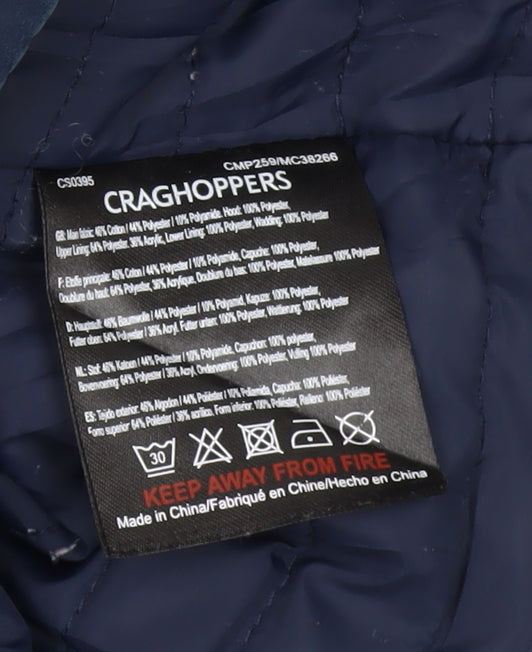 CS0395
CMP259/MC38266
CRAGHOPPERS
GB: Main fabric: 46% Cotton / 44% Polyester / 10% Polyamide, Hood: 100% Polyester,
Upper Lining: 64% Polyester, 36% Acrylic, Lower Lining: 100% Polyester, Wadding: 100% Polyester
F: Etoffe principale: 46% Coton / 44% Polyester / 10% Polyamide, Capuche: 100% Polyester,
Doublure du haut: 64% Polyester, 36% Acrylique, Doublure du bas: 100% Polyester, Matelassure 100% Polyester
D: Hauptstoff: 46% Baumwolle / 44% Polyester / 10% Polyamid, Kapuze: 100% Polyester,
Futter oben: 64% Polyester / 36% Acryl, Futter unten: 100% Polyester, Wattierung: 100% Polyester
NL: Stof: 46% Katoen / 44% Polyester / 10% Polyamide, Capuchon: 100% polyester,
Bovenvoering: 64% Polyester / 36% Acryl, Ondervoering: 100% Polyester, Vulling 100% Polyester
ES: Tejido exterior: 46% Algodón / 44% Poliéster / 10% Poliamida, Capucha: 100% Poliéster,
Forro superior: 64% Poliéster / 36% acrílico, Forro inferior: 100% Poliéster, Relleno: 100% Poliéster
30
KEEP AWAY FROM FIRE
Made in China/Fabriqué en Chine/Hecho en China